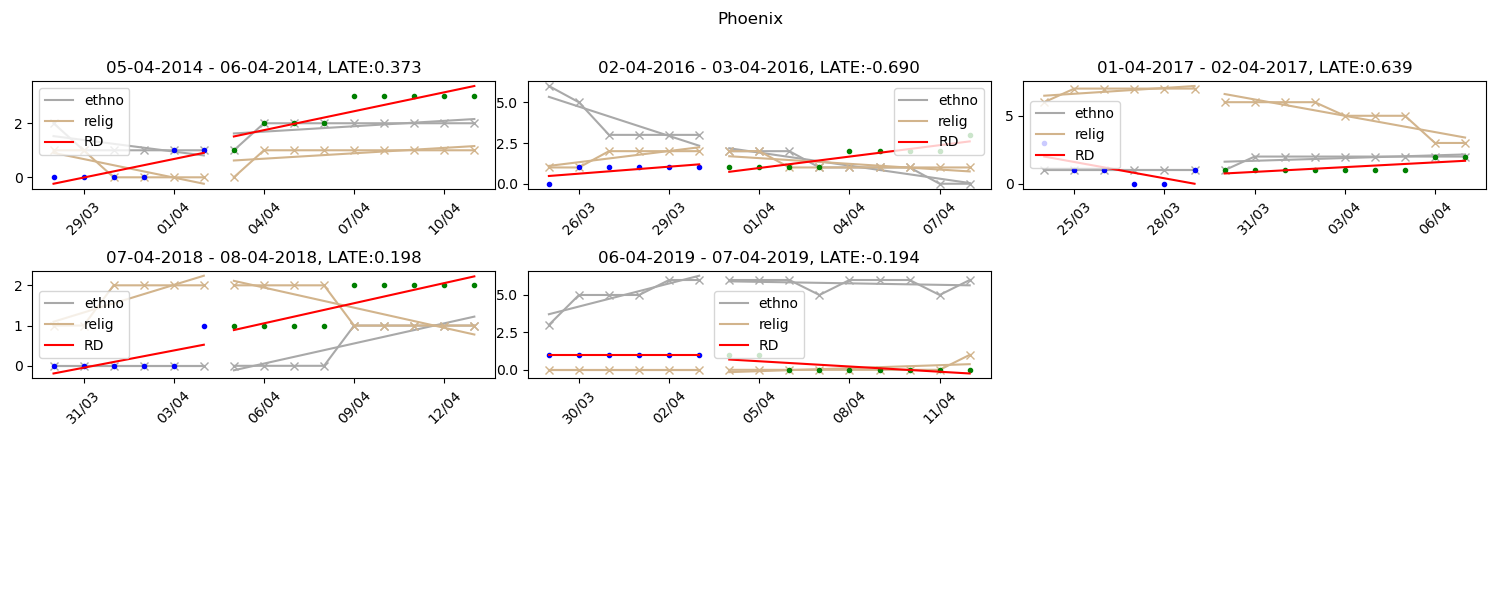 Phoenix
05-04-2014 - 06-04-2014, LATE:0.373
ethno
relig
RD
2
0
29/03
01/04
04/04
07/04
10/04
02-04-2016 - 03-04-2016, LATE:-0.690
ethno
relig
RD
5.0
2.5
0.0
26/03
29/03
01/04
04/04
07/04
01-04-2017 - 02-04-2017, LATE:0.639
ethno
relig
RD
5
0
25/03
28/03
31/03
03/04
06/04
07-04-2018 - 08-04-2018, LATE:0.198
ethno
relig
RD
2
1
0
31/03
03/04
06/04
09/04
12/04
06-04-2019 - 07-04-2019, LATE:-0.194
ethno
relig
RD
5.0
2.5
0.0
30/03
02/04
05/04
08/04
11/04